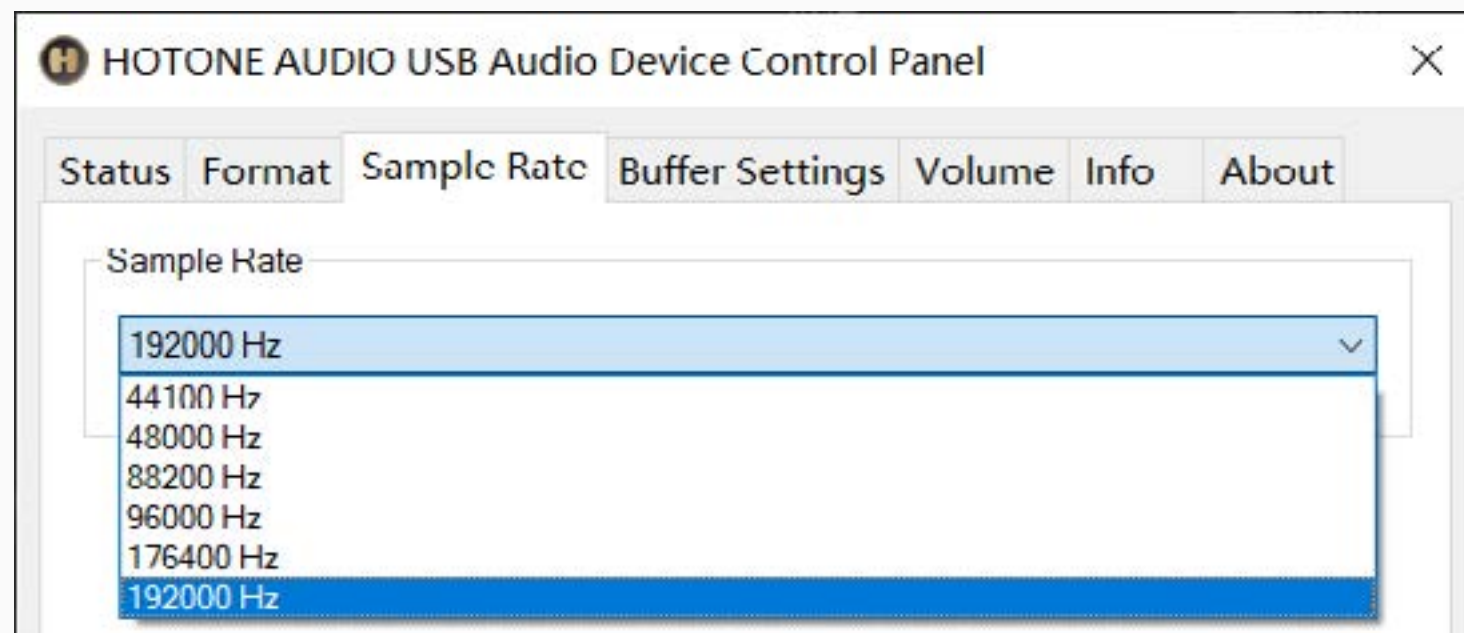 HOTONE AUDIO USB Audio Device Control Panel
Status Format Sample Rate Buffer Settings Volume Info About
Sample Rate
192000 Hz
44100 Hz
48000 Hz
88200 Hz
96000 Hz
176400 Hz
192000 Hz